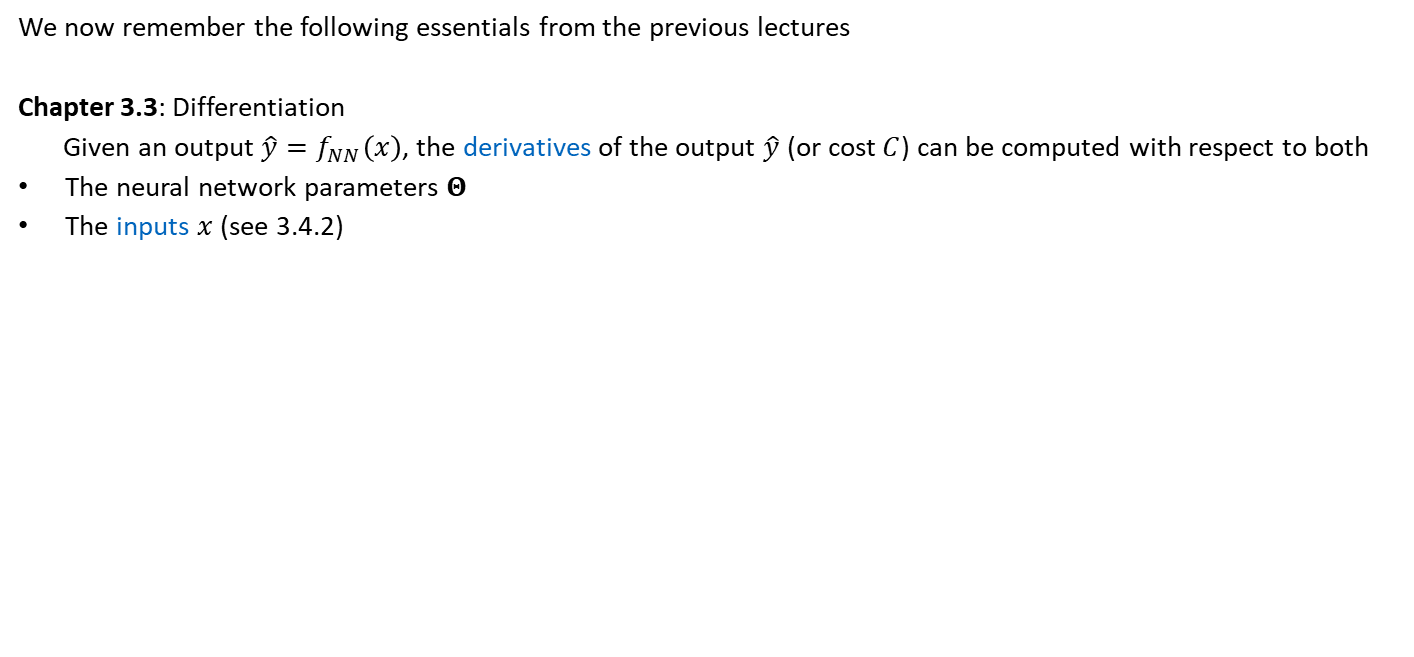 We now remember the following essentials from the previous lectures
Chapter 3.3: Differentiation
Given an output ŷ = f_NN(x), the derivatives of the output ŷ (or cost C) can be computed with respect to both
• The neural network parameters Θ
• The inputs x (see 3.4.2)